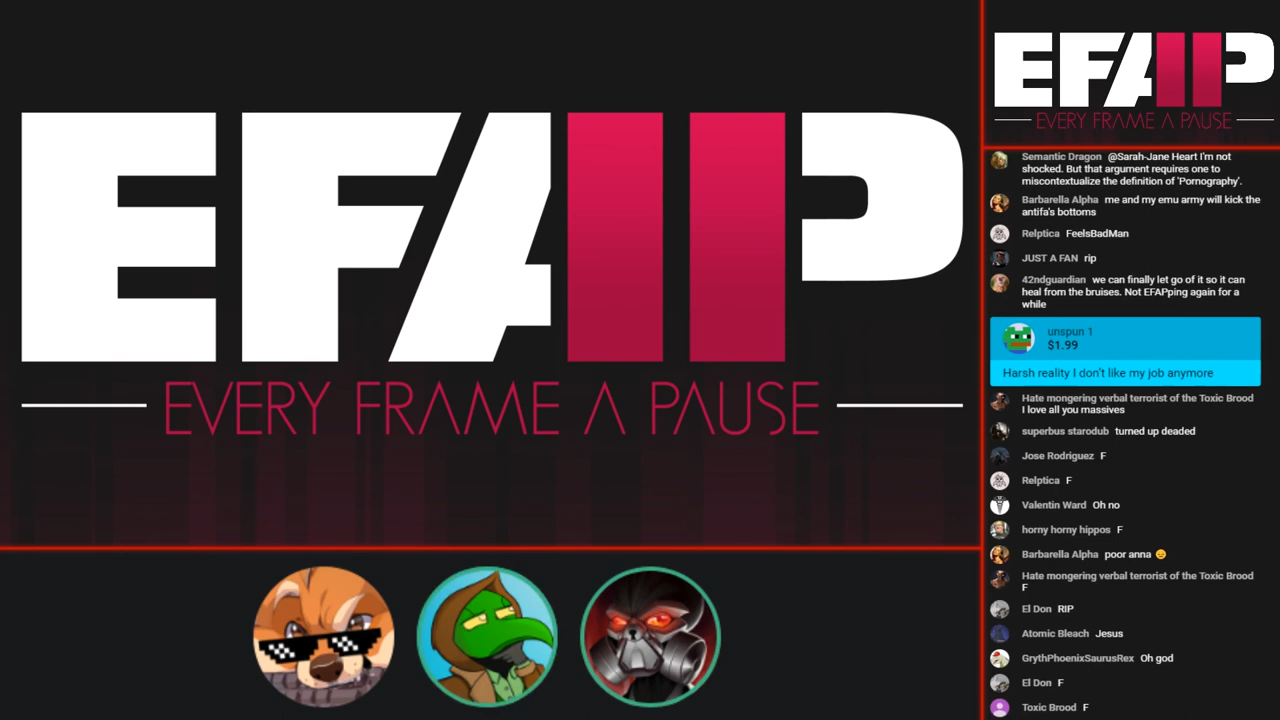 EFAP
EVERY FRAME A PAUSE
EFAP
EVERY FRAME A PAUSE
Semantic Dragon @Sarah-Jane Heart I'm not
shocked. But that argument requires one to
miscontextualize the definition of 'Pornography'.
Barbarella Alpha me and my emu army will kick the
antifa's bottoms
Relptica FeelsBadMan
JUST A FAN rip
42ndguardian we can finally let go of it so it can
heal from the bruises. Not EFAPping again for a
while
unspun 1
$1.99
Harsh reality I don't like my job anymore
Hate mongering verbal terrorist of the Toxic Brood
I love all you massives
superbus starodub turned up deaded
Jose Rodriguez F
Relptica F
Valentin Ward Oh no
horny horny hippos F
Barbarella Alpha poor anna 😔
Hate mongering verbal terrorist of the Toxic Brood
F
El Don RIP
Atomic Bleach Jesus
GrythPhoenixSaurusRex Oh god
El Don F
Toxic Brood F